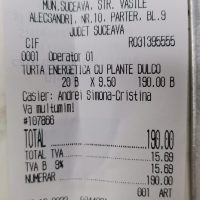 MUN.SUCEAVA, STR. VASILE
ALECSANDRI, NR.10, PARTER, BL.9
JUDET SUCEAVA
CIF RO31395555
0001 Operator 01
TURTA ENERGETICA CU PLANTE DULCO
20 B X 9.50 190.00 B
Casier: Andrei Simona-Cristina
Va multumim!
#107866
TOTAL 190.00
TOTAL TVA 15.69
TVA B 9% 15.69
NUMERAR 190.00
001 ART